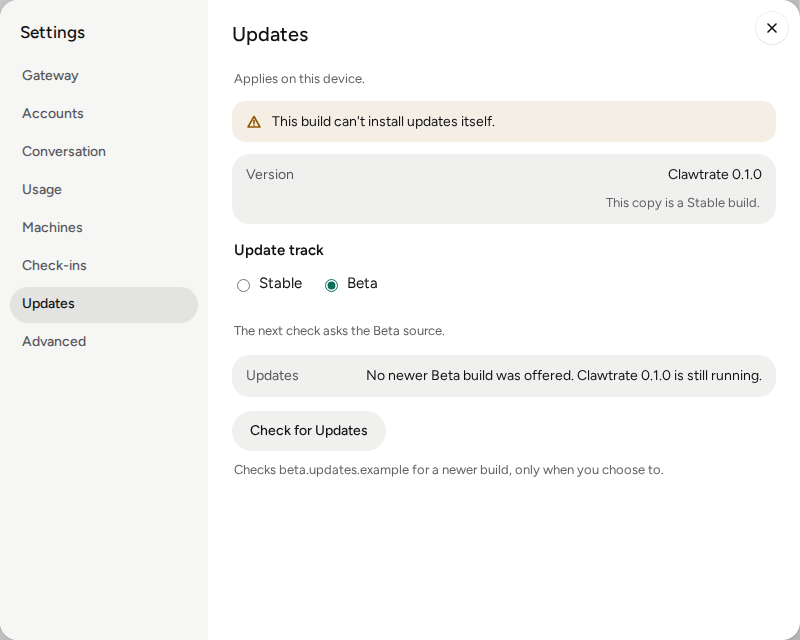 Settings
Gateway
Accounts
Conversation
Usage
Machines
Check-ins
Updates
Advanced
Updates
Applies on this device.
This build can't install updates itself.
Version Clawtrate 0.1.0
This copy is a Stable build.
Update track
Stable Beta
The next check asks the Beta source.
Updates No newer Beta build was offered. Clawtrate 0.1.0 is still running.
Check for Updates
Checks beta.updates.example for a newer build, only when you choose to.